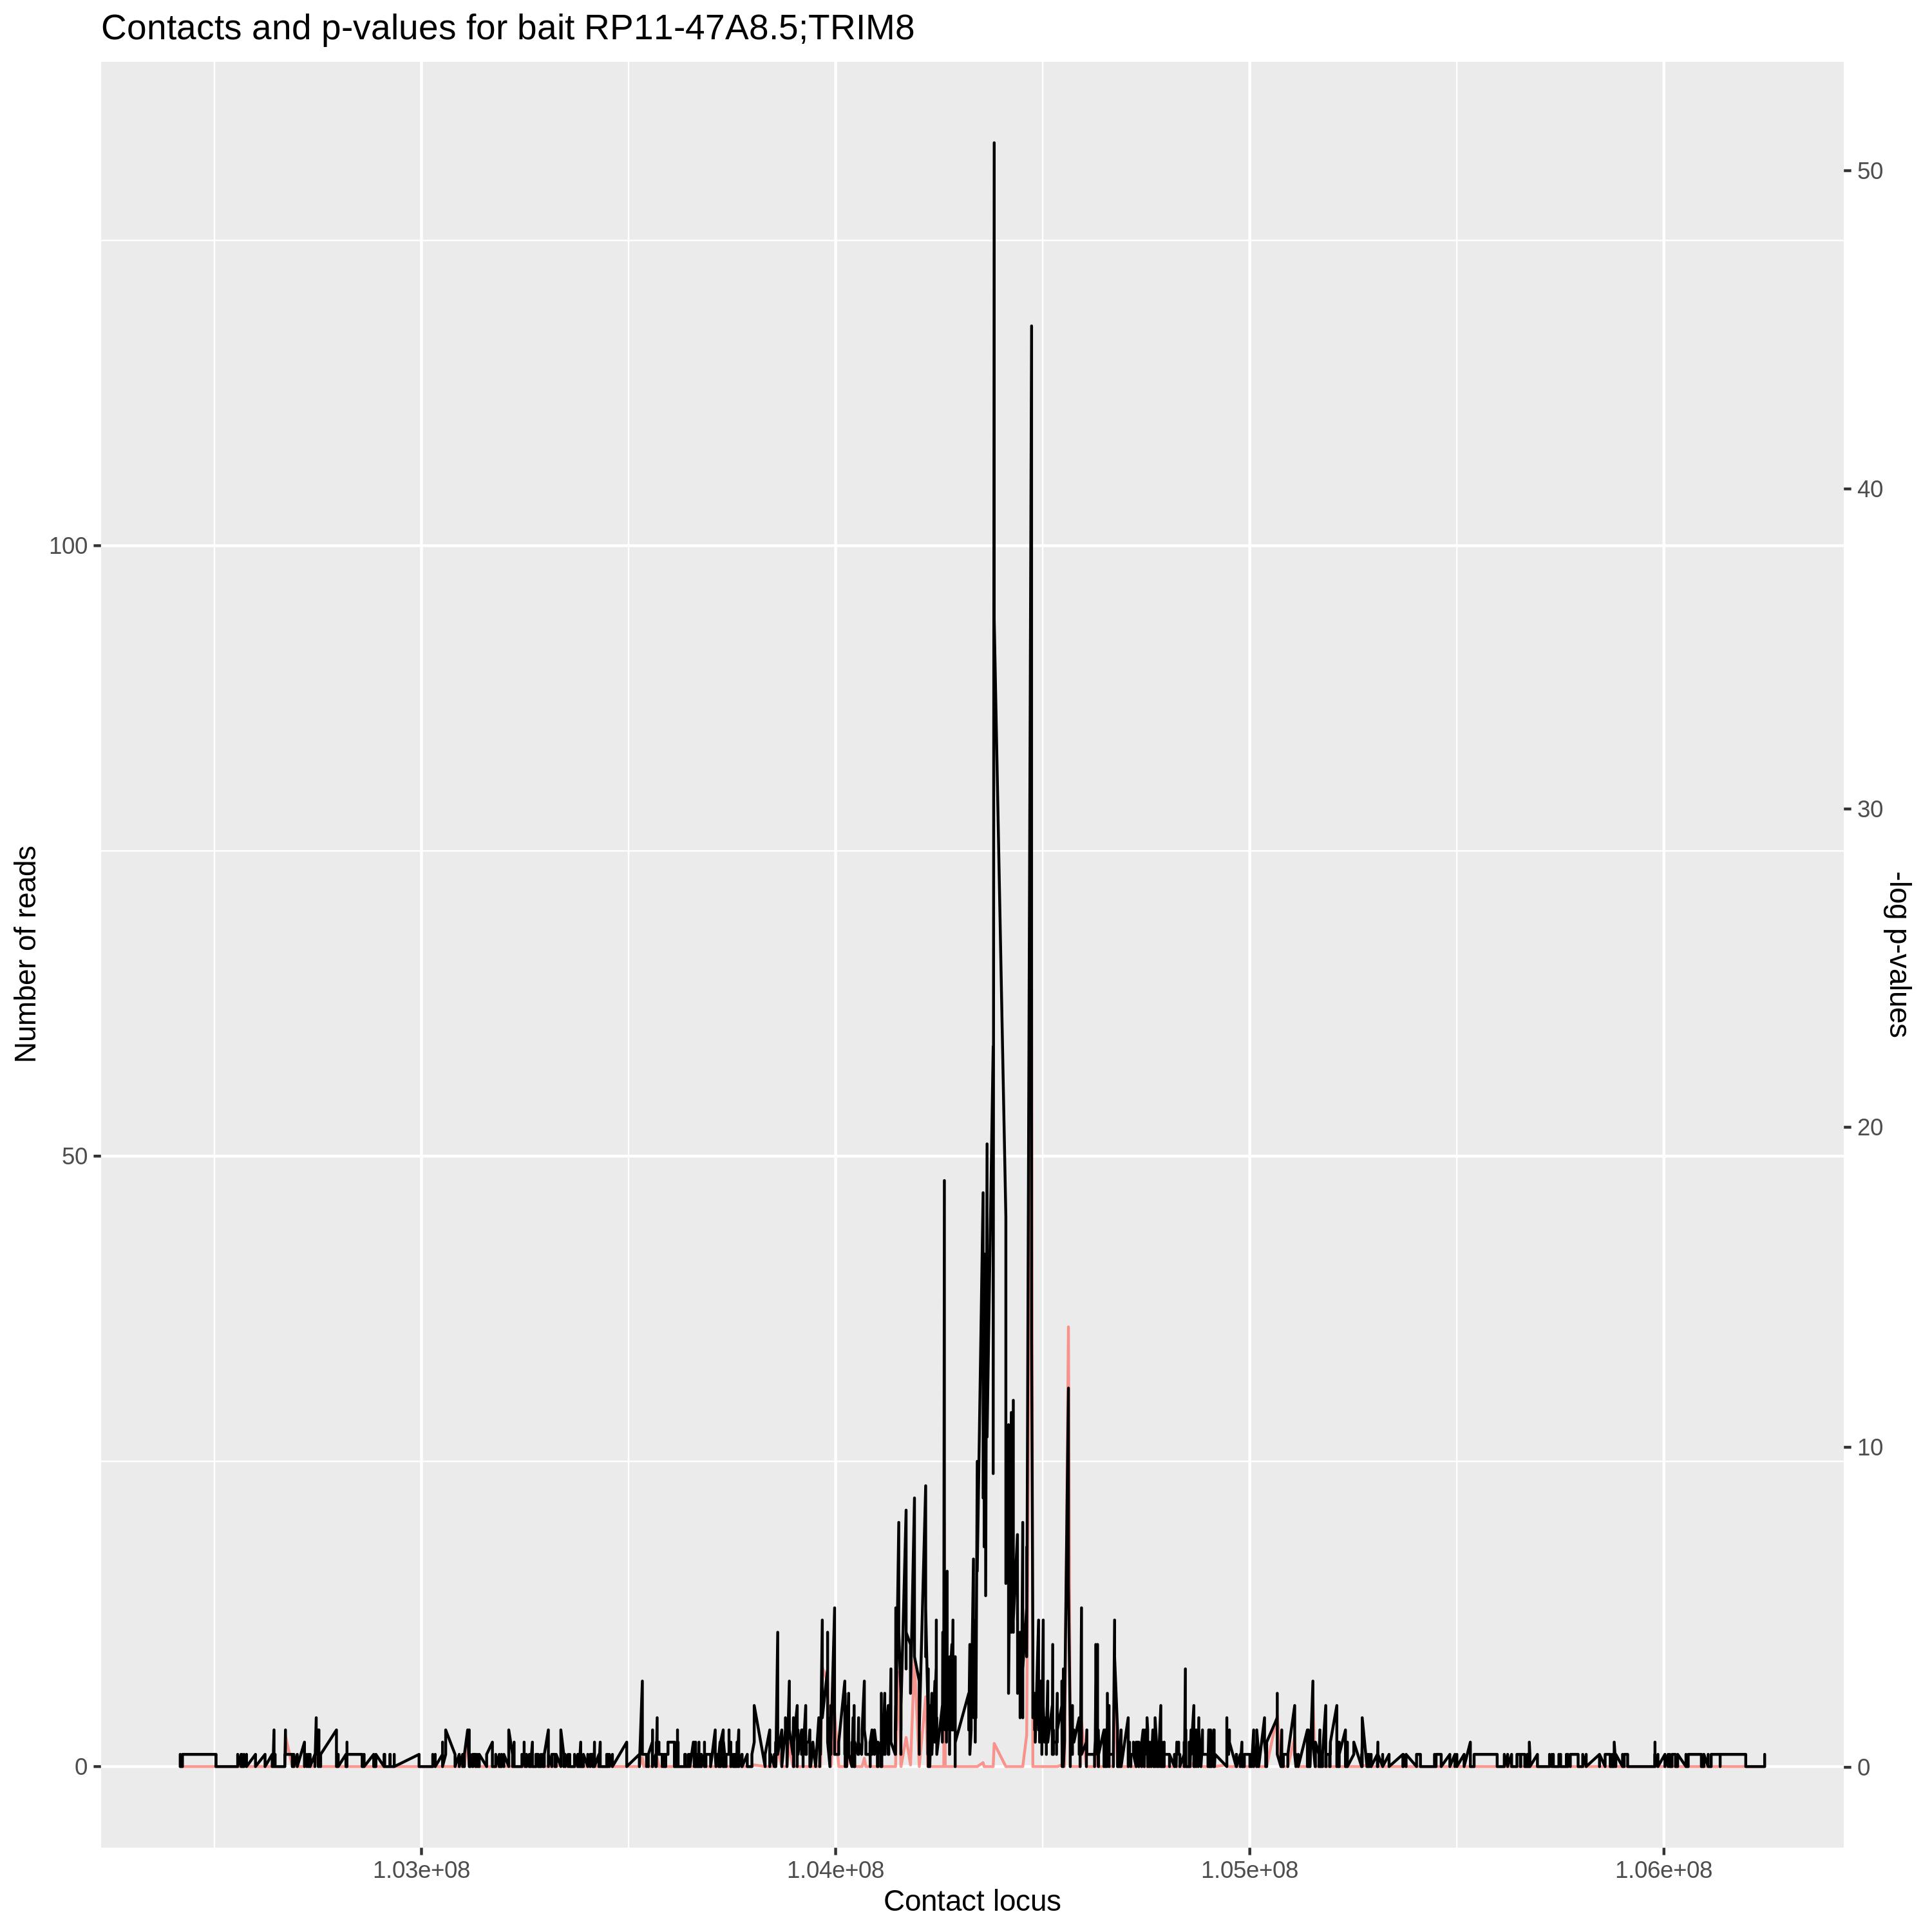 Contacts and p-values for bait RP11-47A8.5;TRIM8
Number of reads
100
50
0
50
40
30
20
10
0
-log p-values
1.03e+08
1.04e+08
1.05e+08
1.06e+08
Contact locus